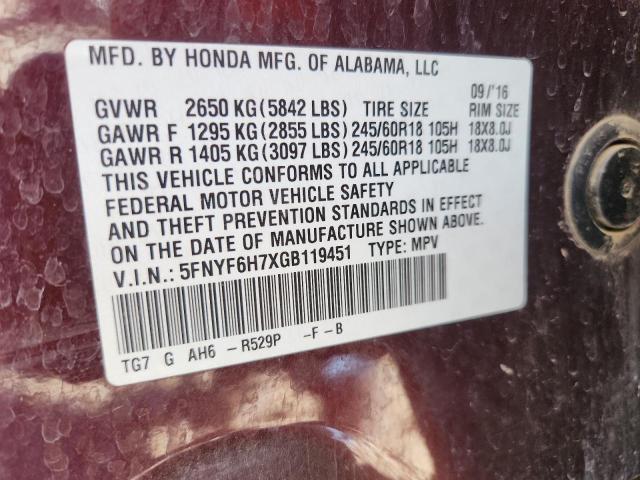 MFD. BY HONDA MFG. OF ALABAMA, LLC
09/'16
GVWR 2650 KG (5842 LBS) TIRE SIZE RIM SIZE
GAWR F 1295 KG (2855 LBS) 245/60R18 105H 18X8.0J
GAWR R 1405 KG (3097 LBS) 245/60R18 105H 18X8.0J
THIS VEHICLE CONFORMS TO ALL APPLICABLE
FEDERAL MOTOR VEHICLE SAFETY
AND THEFT PREVENTION STANDARDS IN EFFECT
ON THE DATE OF MANUFACTURE SHOWN ABOVE.
V.I.N.: 5FNYF6H7XGB119451 TYPE: MPV
TG7 G AH6 -R529P -F-B